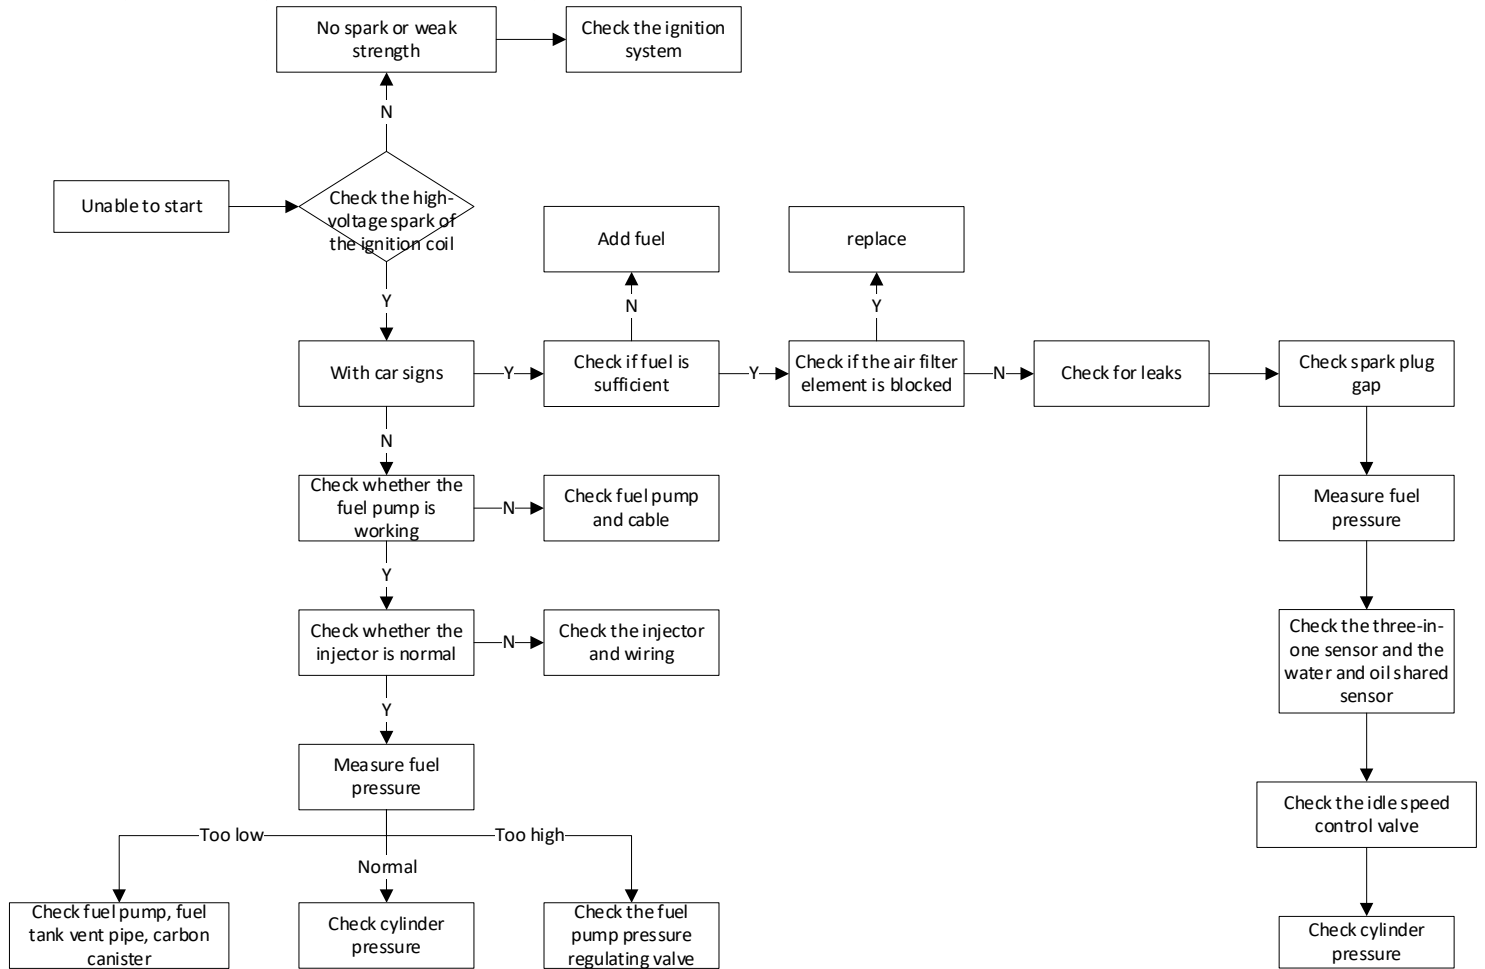 No spark or weak
strength
Check the ignition
system
N
Unable to start
Check the high-
voltage spark of
the ignition coil
Add fuel
replace
Y
N
Y
With car signs
Y
Check if fuel is
sufficient
Y
Check if the air filter
element is blocked
N
Check for leaks
Check spark plug
gap
N
Check whether the
fuel pump is
working
N
Check fuel pump
and cable
Measure fuel
pressure
Y
Check whether the
injector is normal
N
Check the injector
and wiring
Check the three-in-
one sensor and the
water and oil shared
sensor
Y
Measure fuel
pressure
Check the idle speed
control valve
Too low
Too high
Normal
Check fuel pump, fuel
tank vent pipe, carbon
canister
Check cylinder
pressure
Check the fuel
pump pressure
regulating valve
Check cylinder
pressure